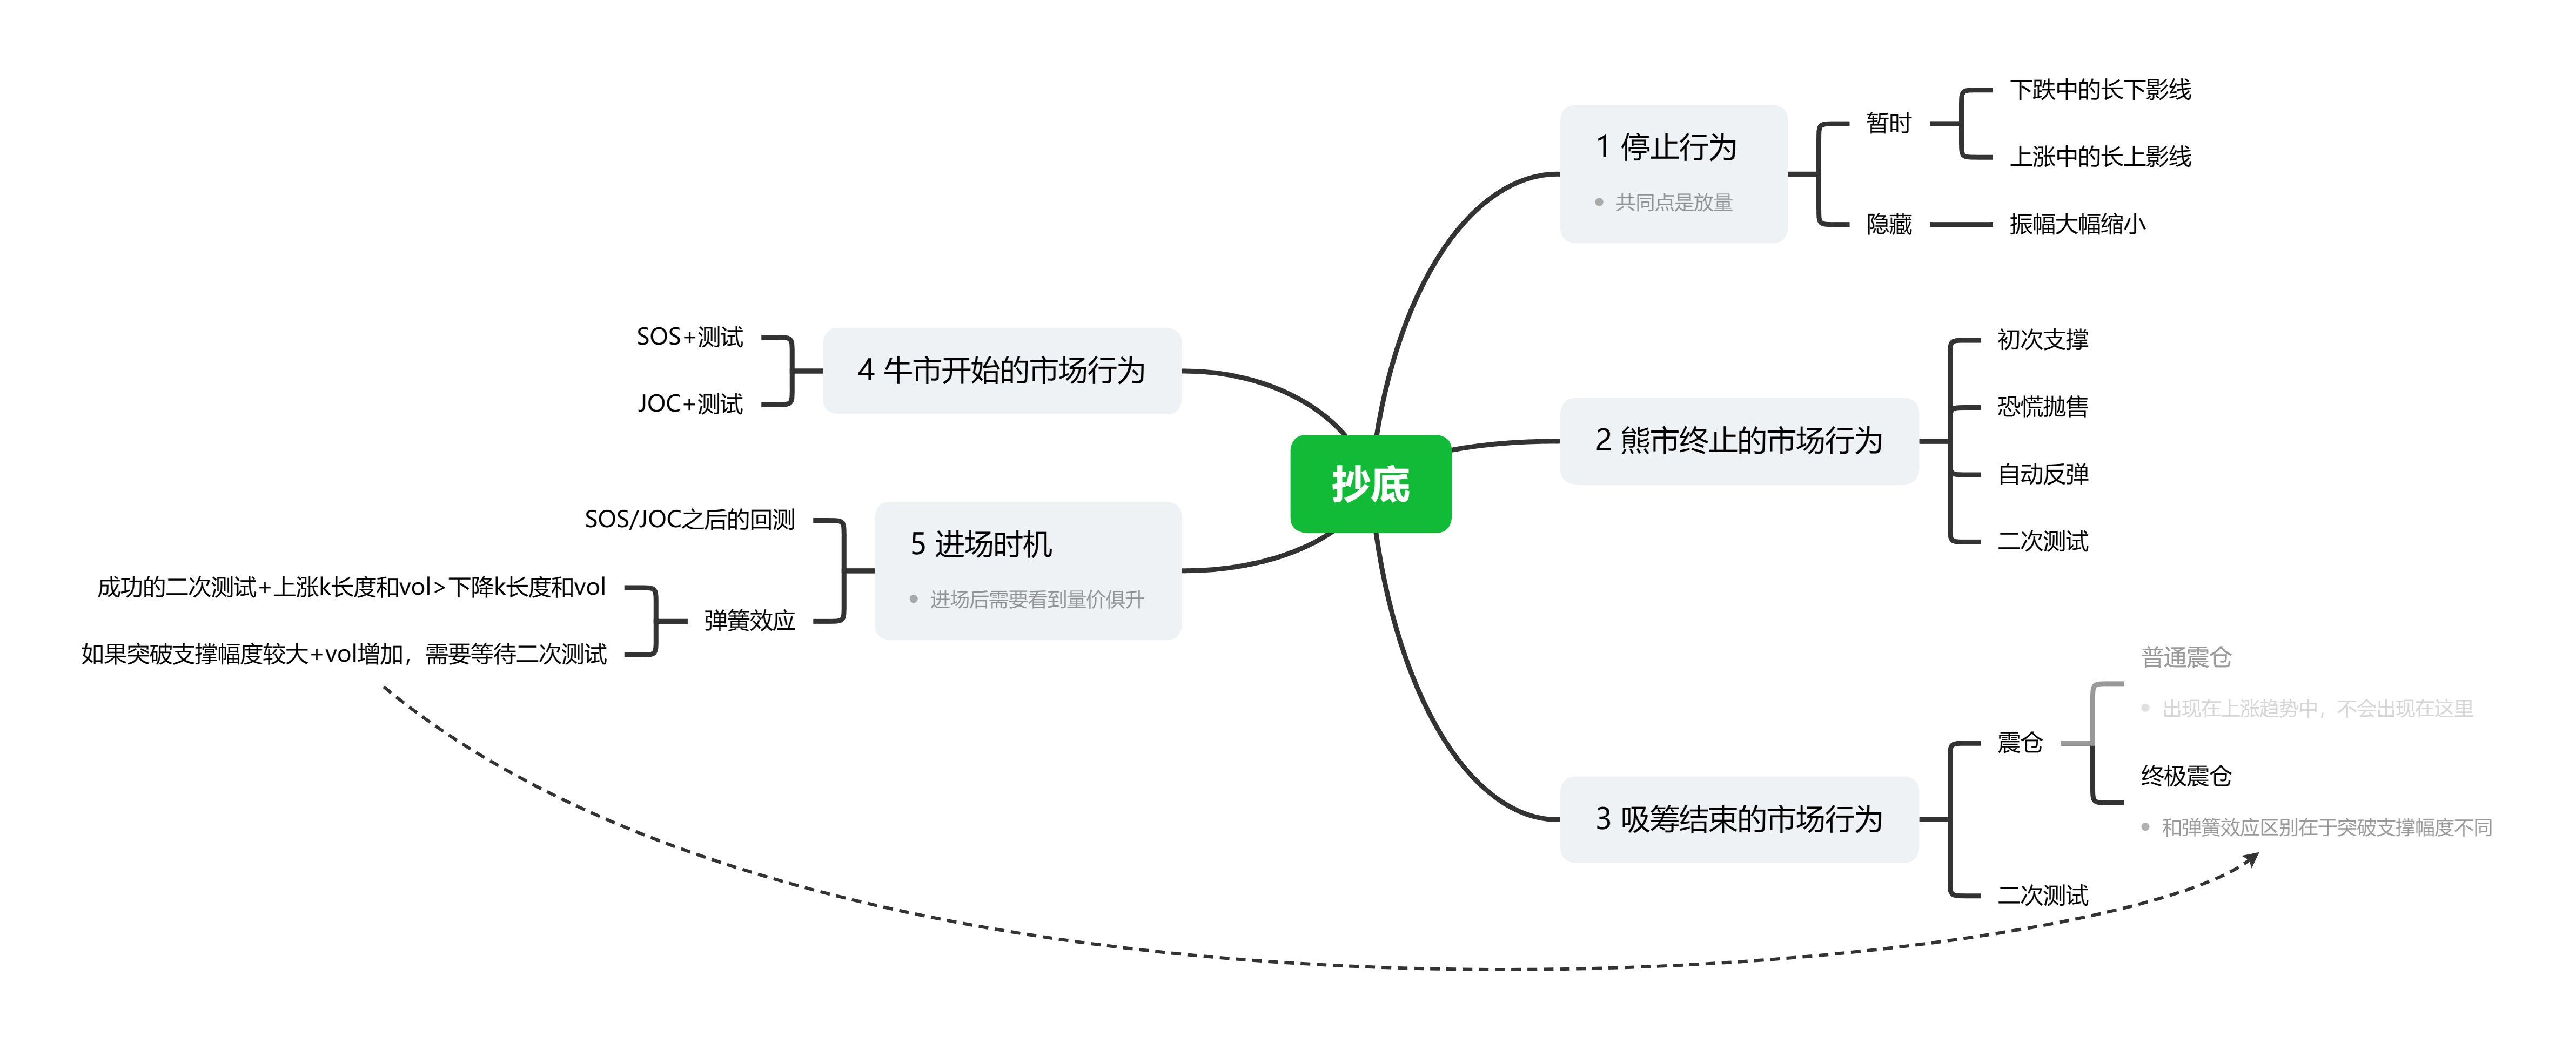 抄底
1 停止行为
共同点是放量
暂时
下跌中的长下影线
上涨中的长上影线
隐藏
振幅大幅缩小
2 熊市终止的市场行为
初次支撑
恐慌抛售
自动反弹
二次测试
3 吸筹结束的市场行为
震仓
普通震仓
出现在上涨趋势中，不会出现在这里
终极震仓
和弹簧效应区别在于突破支撑幅度不同
二次测试
4 牛市开始的市场行为
SOS+测试
JOC+测试
5 进场时机
进场后需要看到量价俱升
SOS/JOC之后的回测
弹簧效应
成功的二次测试+上涨k长度和vol>下降k长度和vol
如果突破支撑幅度较大+vol增加，需要等待二次测试